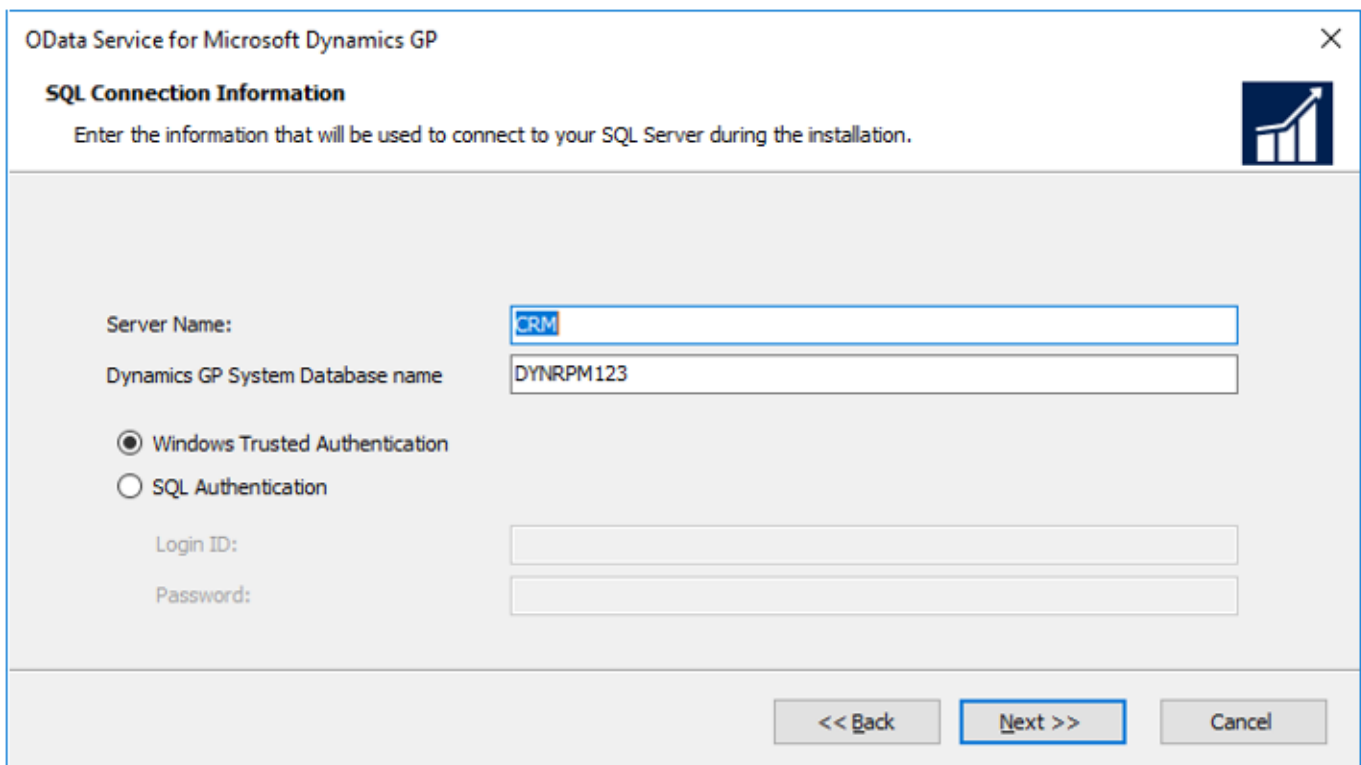 OData Service for Microsoft Dynamics GP
SQL Connection Information
Enter the information that will be used to connect to your SQL Server during the installation.
Server Name:
CRM
Dynamics GP System Database name
DYNRPM123
Windows Trusted Authentication
SQL Authentication
Login ID:
Password:
<< Back
Next >>
Cancel